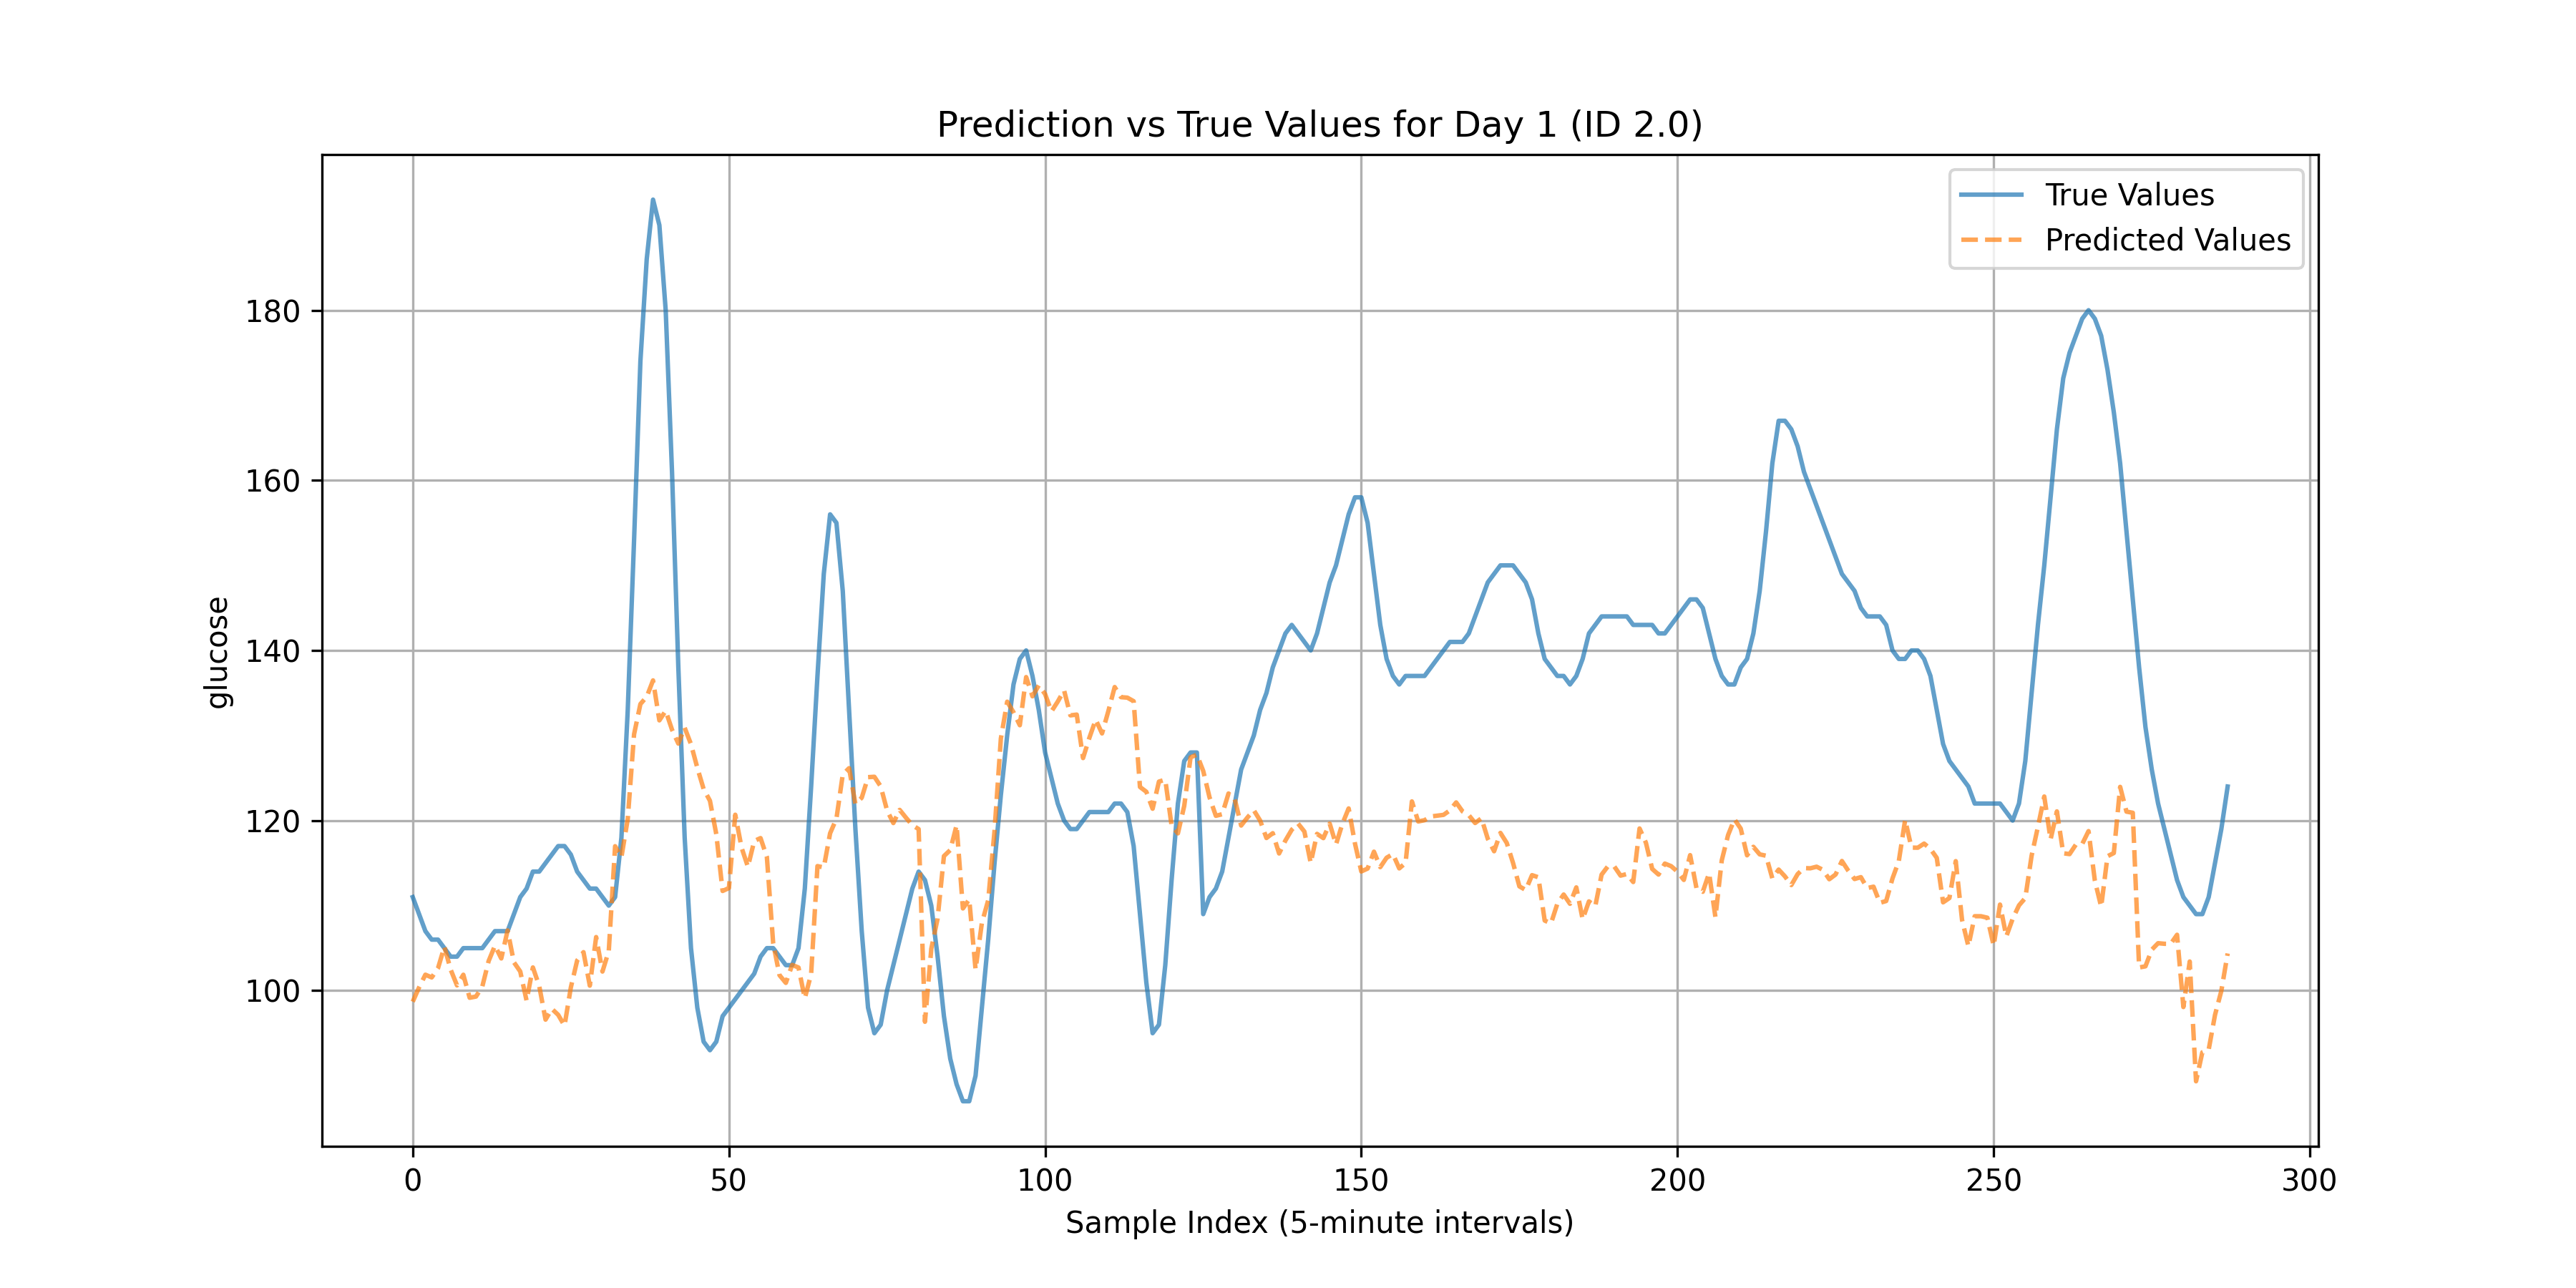 Prediction vs True Values for Day 1 (ID 2.0)
True Values
Predicted Values
glucose
180
160
140
120
100
0
50
100
150
200
250
300
Sample Index (5-minute intervals)